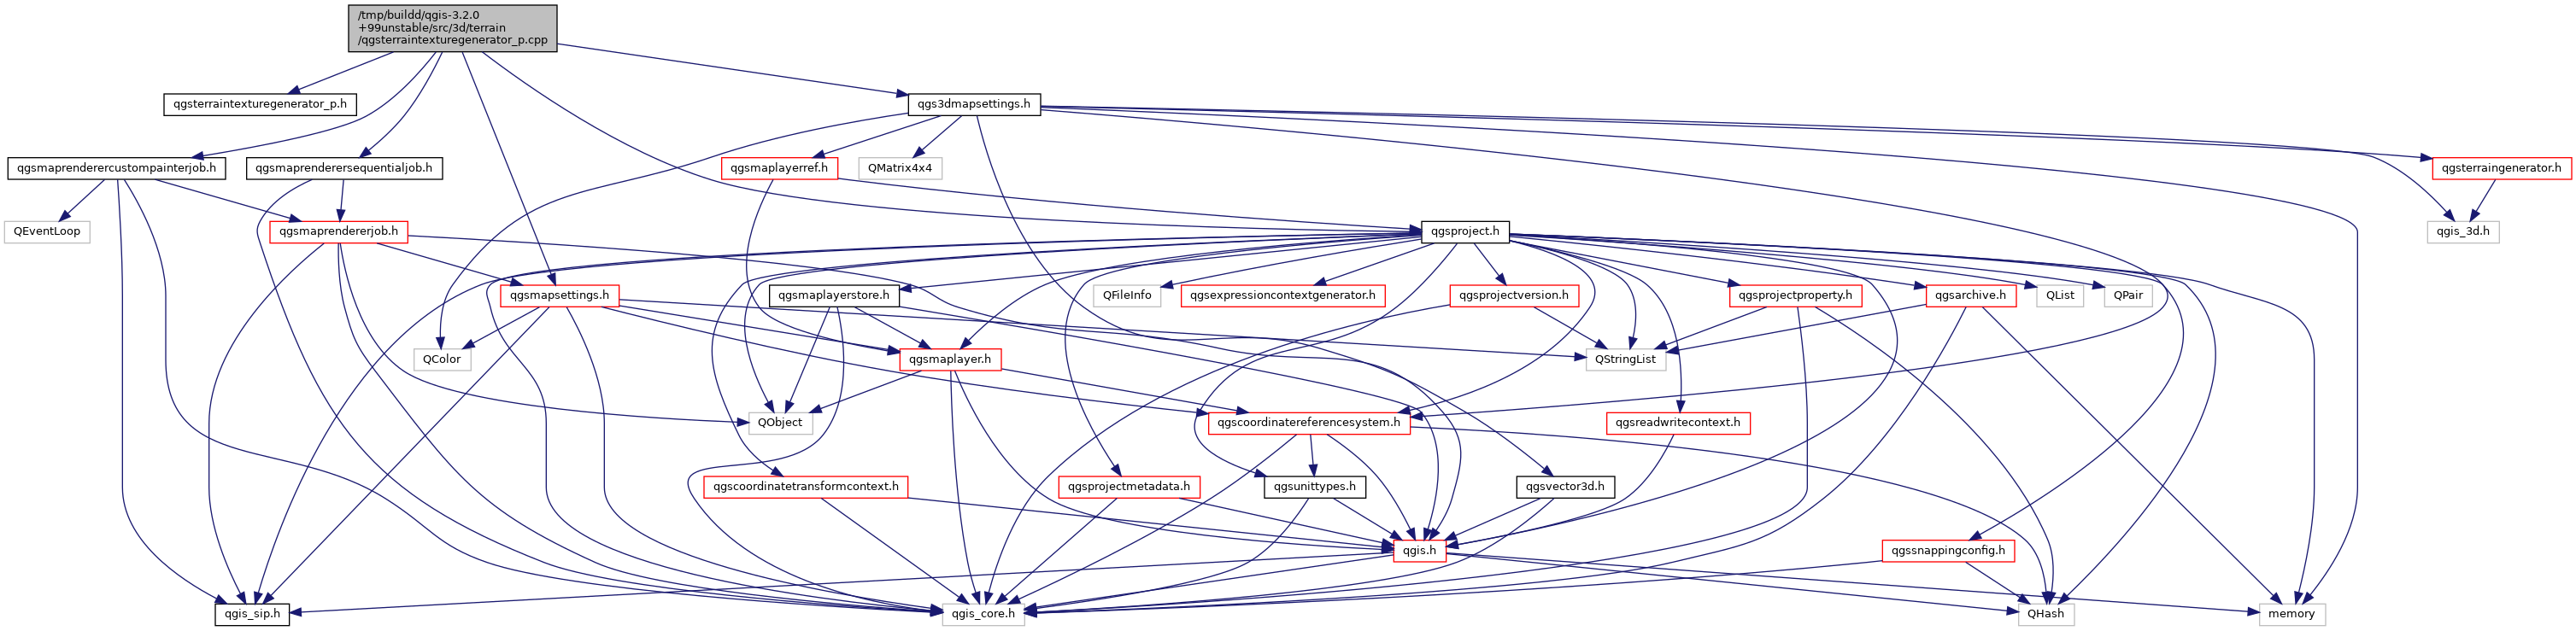 /tmp/buildd/qgis-3.2.0
+99unstable/src/3d/terrain
/qgsterraintexturegenerator_p.cpp
qgsterraintexturegenerator_p.h
qgs3dmapsettings.h
qgsmaprenderercustompainterjob.h
qgsmaprenderersequentialjob.h
qgsmaplayerref.h
QMatrix4x4
qgsterraingenerator.h
QEventLoop
qgsmaprendererjob.h
qgsproject.h
qgis_3d.h
qgsmapsettings.h
qgsmaplayerstore.h
QFileInfo
qgsexpressioncontextgenerator.h
qgsprojectversion.h
qgsprojectproperty.h
qgsarchive.h
QList
QPair
QColor
qgsmaplayer.h
QStringList
QObject
qgscoordinatereferencesystem.h
qgsreadwritecontext.h
qgscoordinatetransformcontext.h
qgsprojectmetadata.h
qgsunittypes.h
qgsvector3d.h
qgis.h
qgssnappingconfig.h
qgis_sip.h
qgis_core.h
QHash
memory